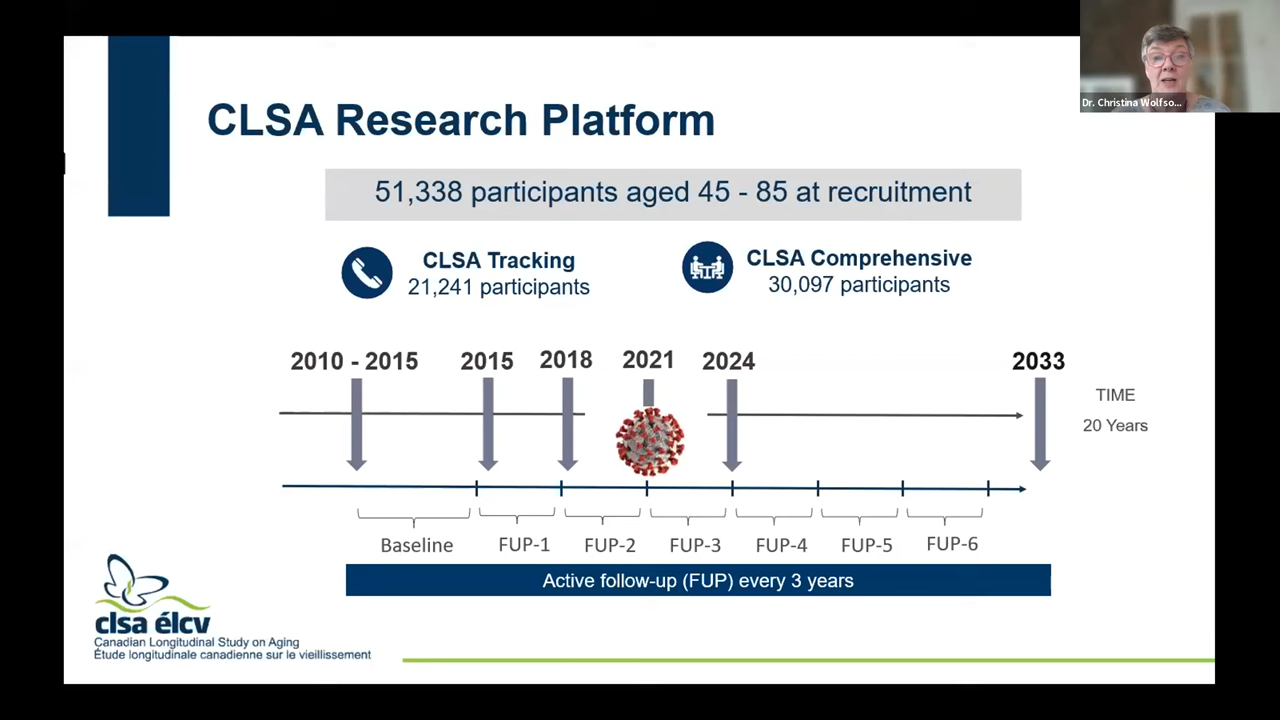 Dr. Christina Wolfso...
CLSA Research Platform
51,338 participants aged 45 - 85 at recruitment
CLSA Tracking
21,241 participants
CLSA Comprehensive
30,097 participants
2010 - 2015 2015 2018 2021 2024 2033
TIME
20 Years
Baseline FUP-1 FUP-2 FUP-3 FUP-4 FUP-5 FUP-6
Active follow-up (FUP) every 3 years
clsa élcv
Canadian Longitudinal Study on Aging
Étude longitudinale canadienne sur le vieillissement